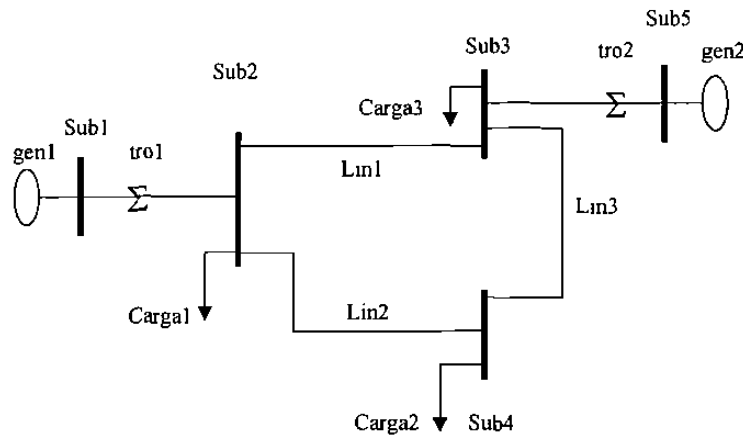 Sub5
Sub3
tro2
gen2
Sub2
Carga3
Σ
Sub1
gen1
tro1
Lin1
Σ
Lin3
Carga1
Lin2
Carga2
Sub4